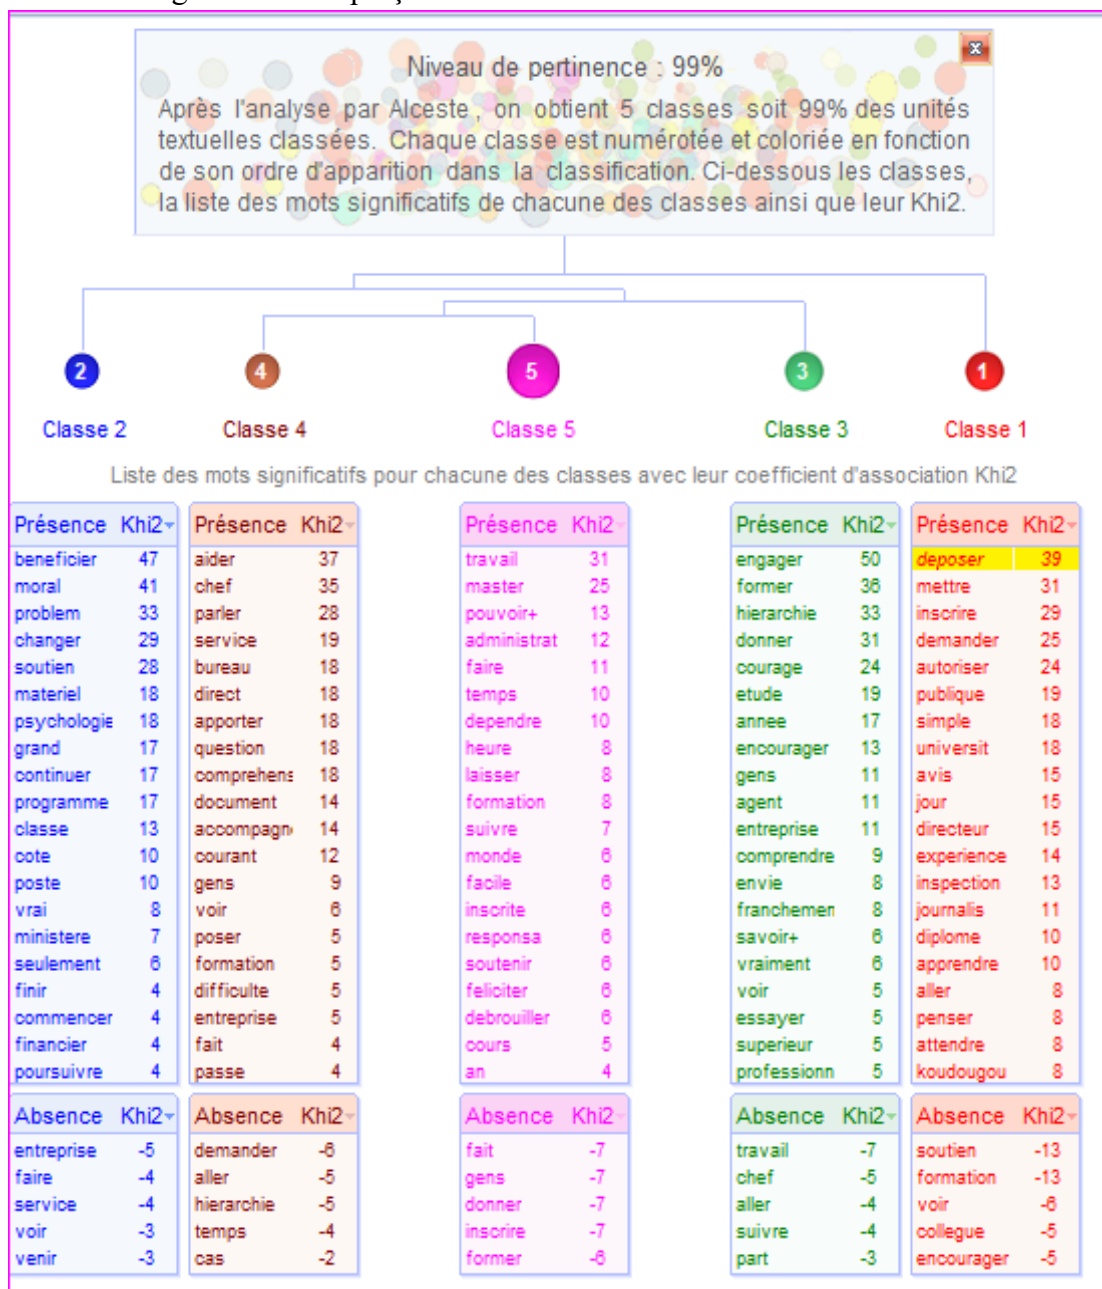 Niveau de pertinence : 99%
Après l'analyse par Alceste , on obtient 5 classes soit 99% des unités
textuelles classées. Chaque classe est numérotée et coloriée en fonction
de son ordre d'apparition dans la classification. Ci-dessous les classes,
la liste des mots significatifs de chacune des classes ainsi que leur Khi2.
2 4 5 3 1
Classe 2 Classe 4 Classe 5 Classe 3 Classe 1
Liste des mots significatifs pour chacune des classes avec leur coefficient d'association Khi2
Présence Khi2 Présence Khi2 Présence Khi2 Présence Khi2 Présence Khi2
beneficier 47 aider 37 travail 31 engager 50 deposer 39
moral 41 chef 35 master 25 former 36 mettre 31
problem 33 parler 28 pouvoir+ 13 hierarchie 33 inscrire 29
changer 29 service 19 administrat 12 donner 31 demander 25
soutien 28 bureau 18 faire 11 courage 24 autoriser 24
materiel 18 direct 18 temps 10 etude 19 publique 19
psychologie 18 apporter 18 dependre 10 annee 17 simple 18
grand 17 question 18 heure 8 encourager 13 universit 18
continuer 17 comprehens 18 laisser 8 gens 11 avis 15
programme 17 document 14 formation 8 agent 11 jour 15
classe 13 accompagn 14 suivre 7 entreprise 11 directeur 15
cote 10 courant 12 monde 6 comprendre 9 experience 14
poste 10 gens 9 facile 6 envie 8 inspection 13
vrai 8 voir 6 inscrite 6 franchemen 8 journalis 11
ministere 7 poser 5 responsa 6 savoir+ 6 diplome 10
seulement 6 formation 5 soutenir 6 vraiment 6 apprendre 10
finir 4 difficulte 5 feliciter 6 voir 5 aller 8
commencer 4 entreprise 5 debrouiller 6 essayer 5 penser 8
financier 4 fait 4 cours 5 superieur 5 attendre 8
poursuivre 4 passe 4 an 4 professionn 5 koudougou 8
Absence Khi2 Absence Khi2 Absence Khi2 Absence Khi2 Absence Khi2
entreprise -5 demander -6 fait -7 travail -7 soutien -13
faire -4 aller -5 gens -7 chef -5 formation -13
service -4 hierarchie -5 donner -7 aller -4 voir -6
voir -3 temps -4 inscrire -7 suivre -4 collegue -5
venir -3 cas -2 former -6 part -3 encourager -5